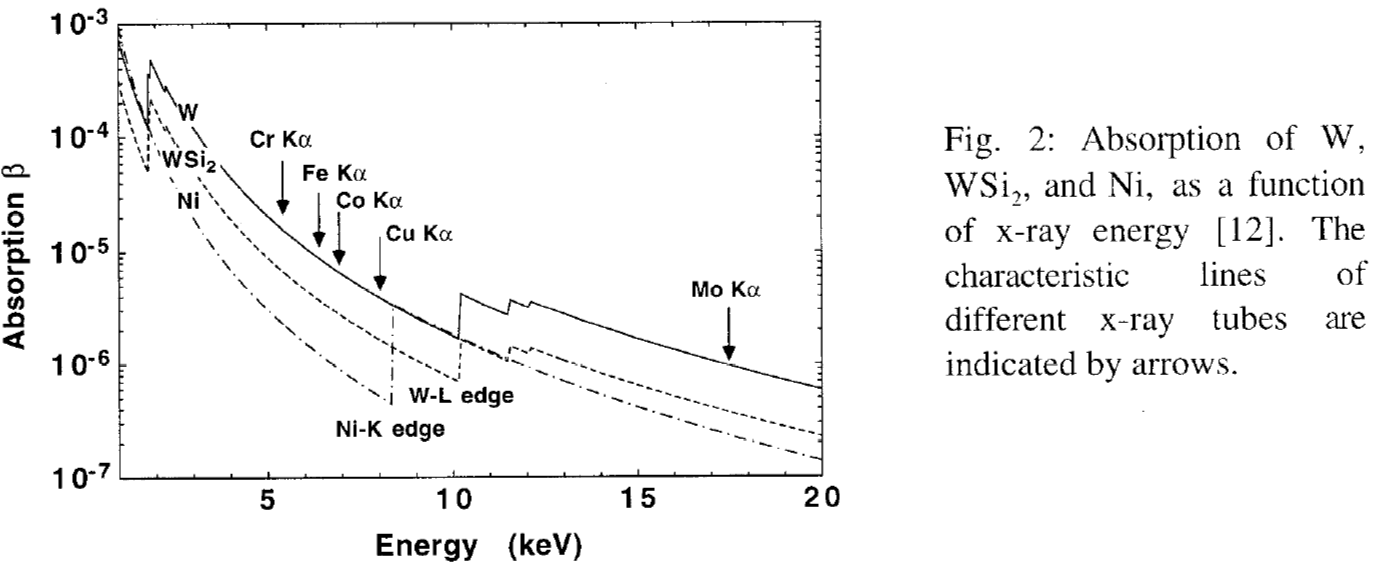 10-3
10-4
10-5
10-6
10-7
Absorption β
W
WSi2
Ni
Cr Kα
Fe Kα
Co Kα
Cu Kα
Mo Kα
W-L edge
Ni-K edge
5
10
15
20
Energy (keV)
Fig. 2: Absorption of W,
WSi2, and Ni, as a function
of x-ray energy [12]. The
characteristic lines of
different x-ray tubes are
indicated by arrows.